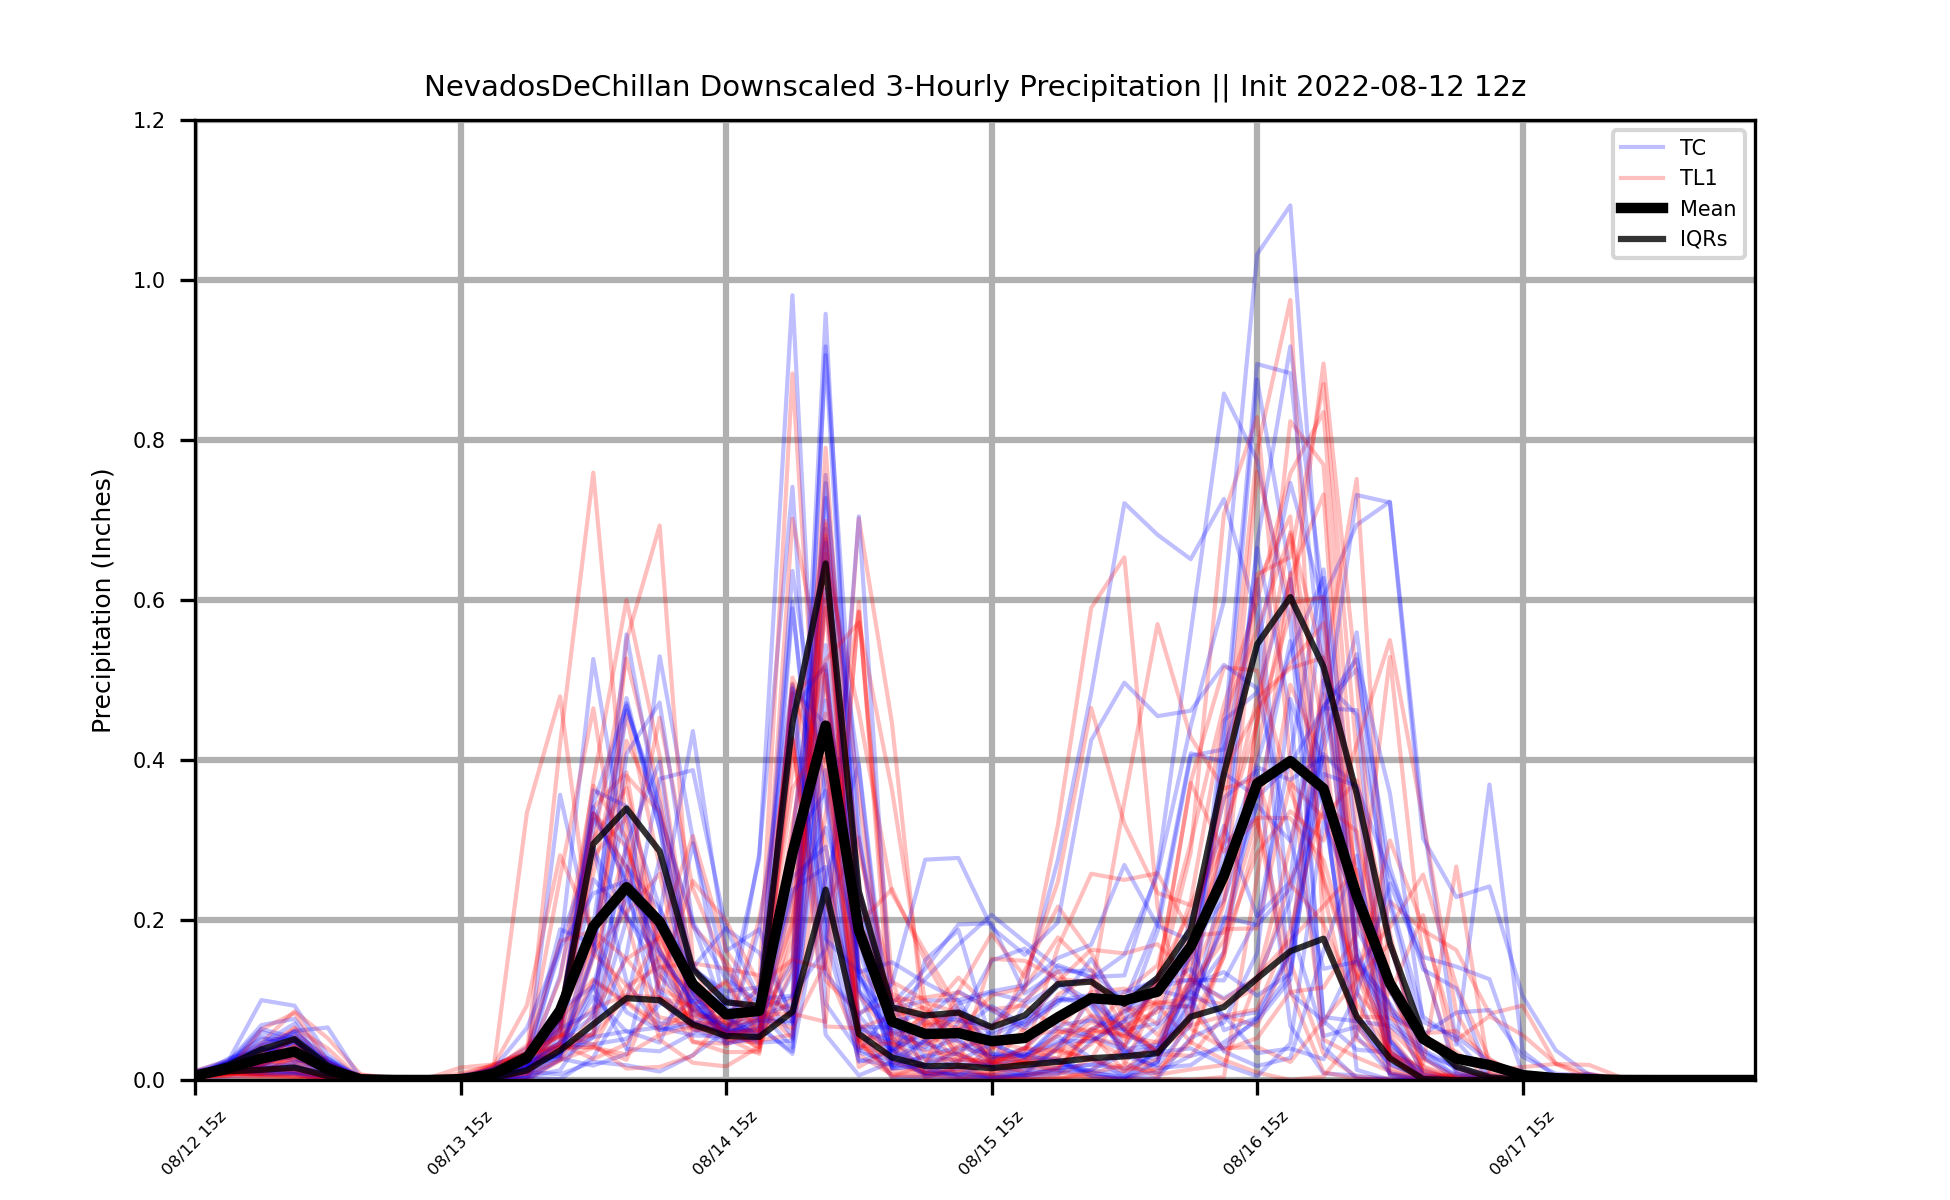 NevadosDeChillan Downscaled 3-Hourly Precipitation || Init 2022-08-12 12z
TC
TL1
Mean
IQRs
Precipitation (Inches)
1.2
1.0
0.8
0.6
0.4
0.2
0.0
08/12 15z
08/13 15z
08/14 15z
08/15 15z
08/16 15z
08/17 15z